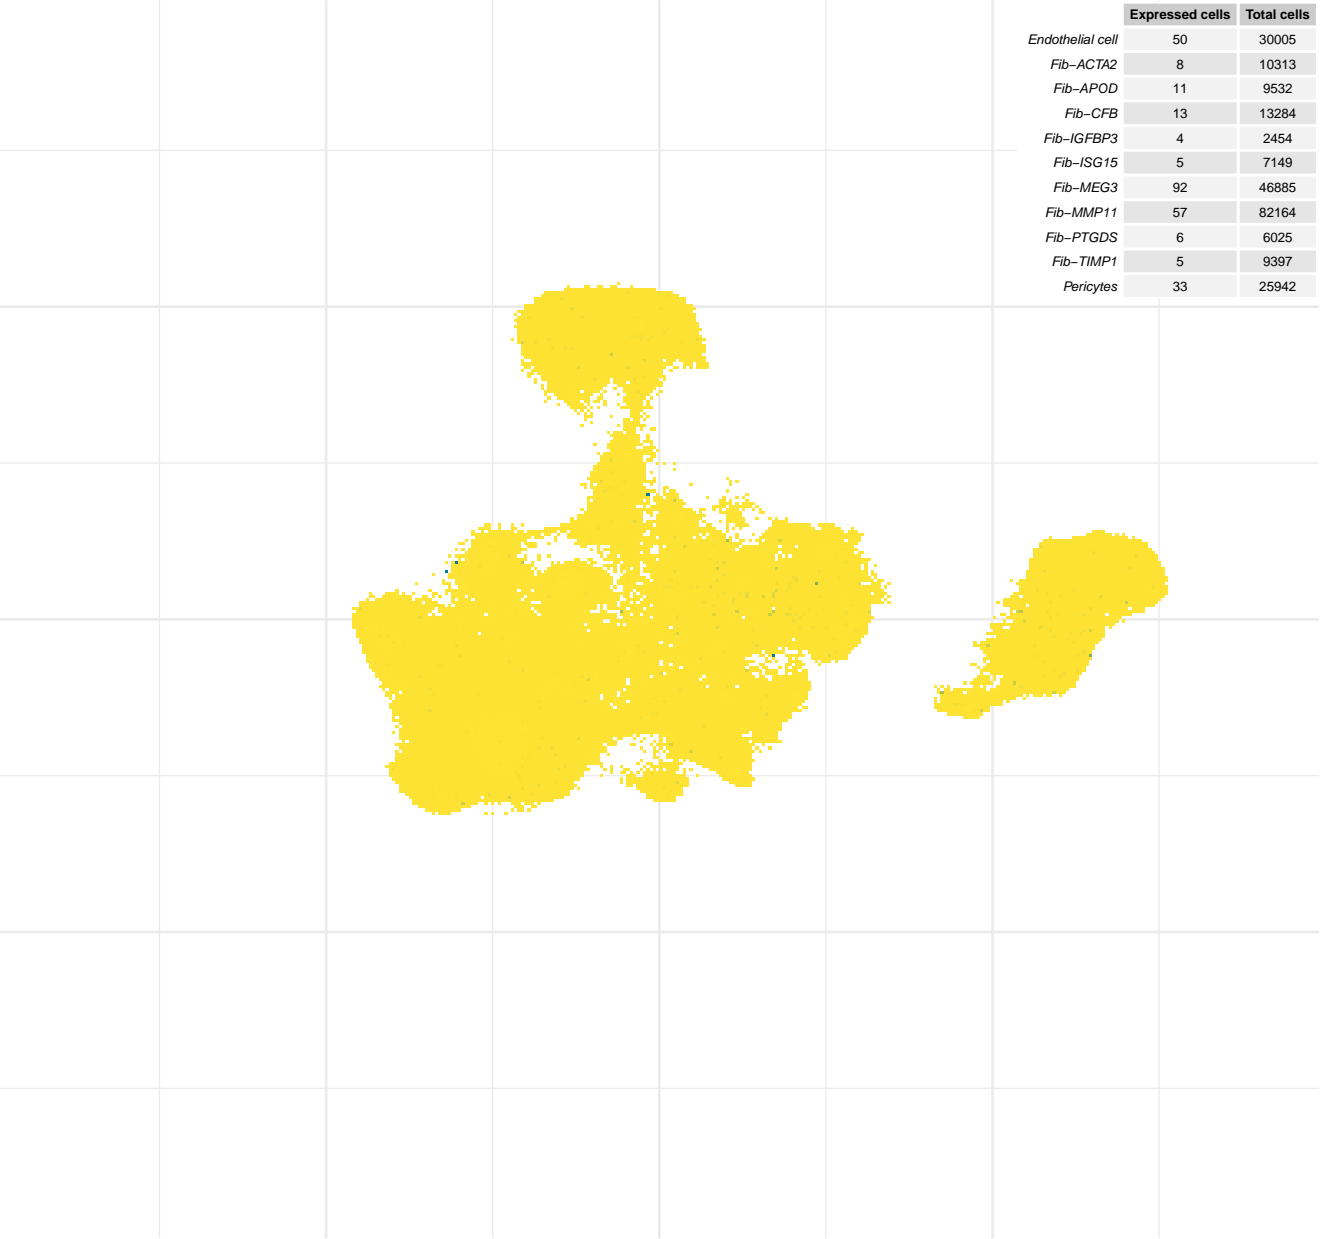 Expressed cells Total cells
Endothelial cell 50 30005
Fib−ACTA2 8 10313
Fib−APOD 11 9532
Fib−CFB 13 13284
Fib−IGFBP3 4 2454
Fib−ISG15 5 7149
Fib−MEG3 92 46885
Fib−MMP11 57 82164
Fib−PTGDS 6 6025
Fib−TIMP1 5 9397
Pericytes 33 25942